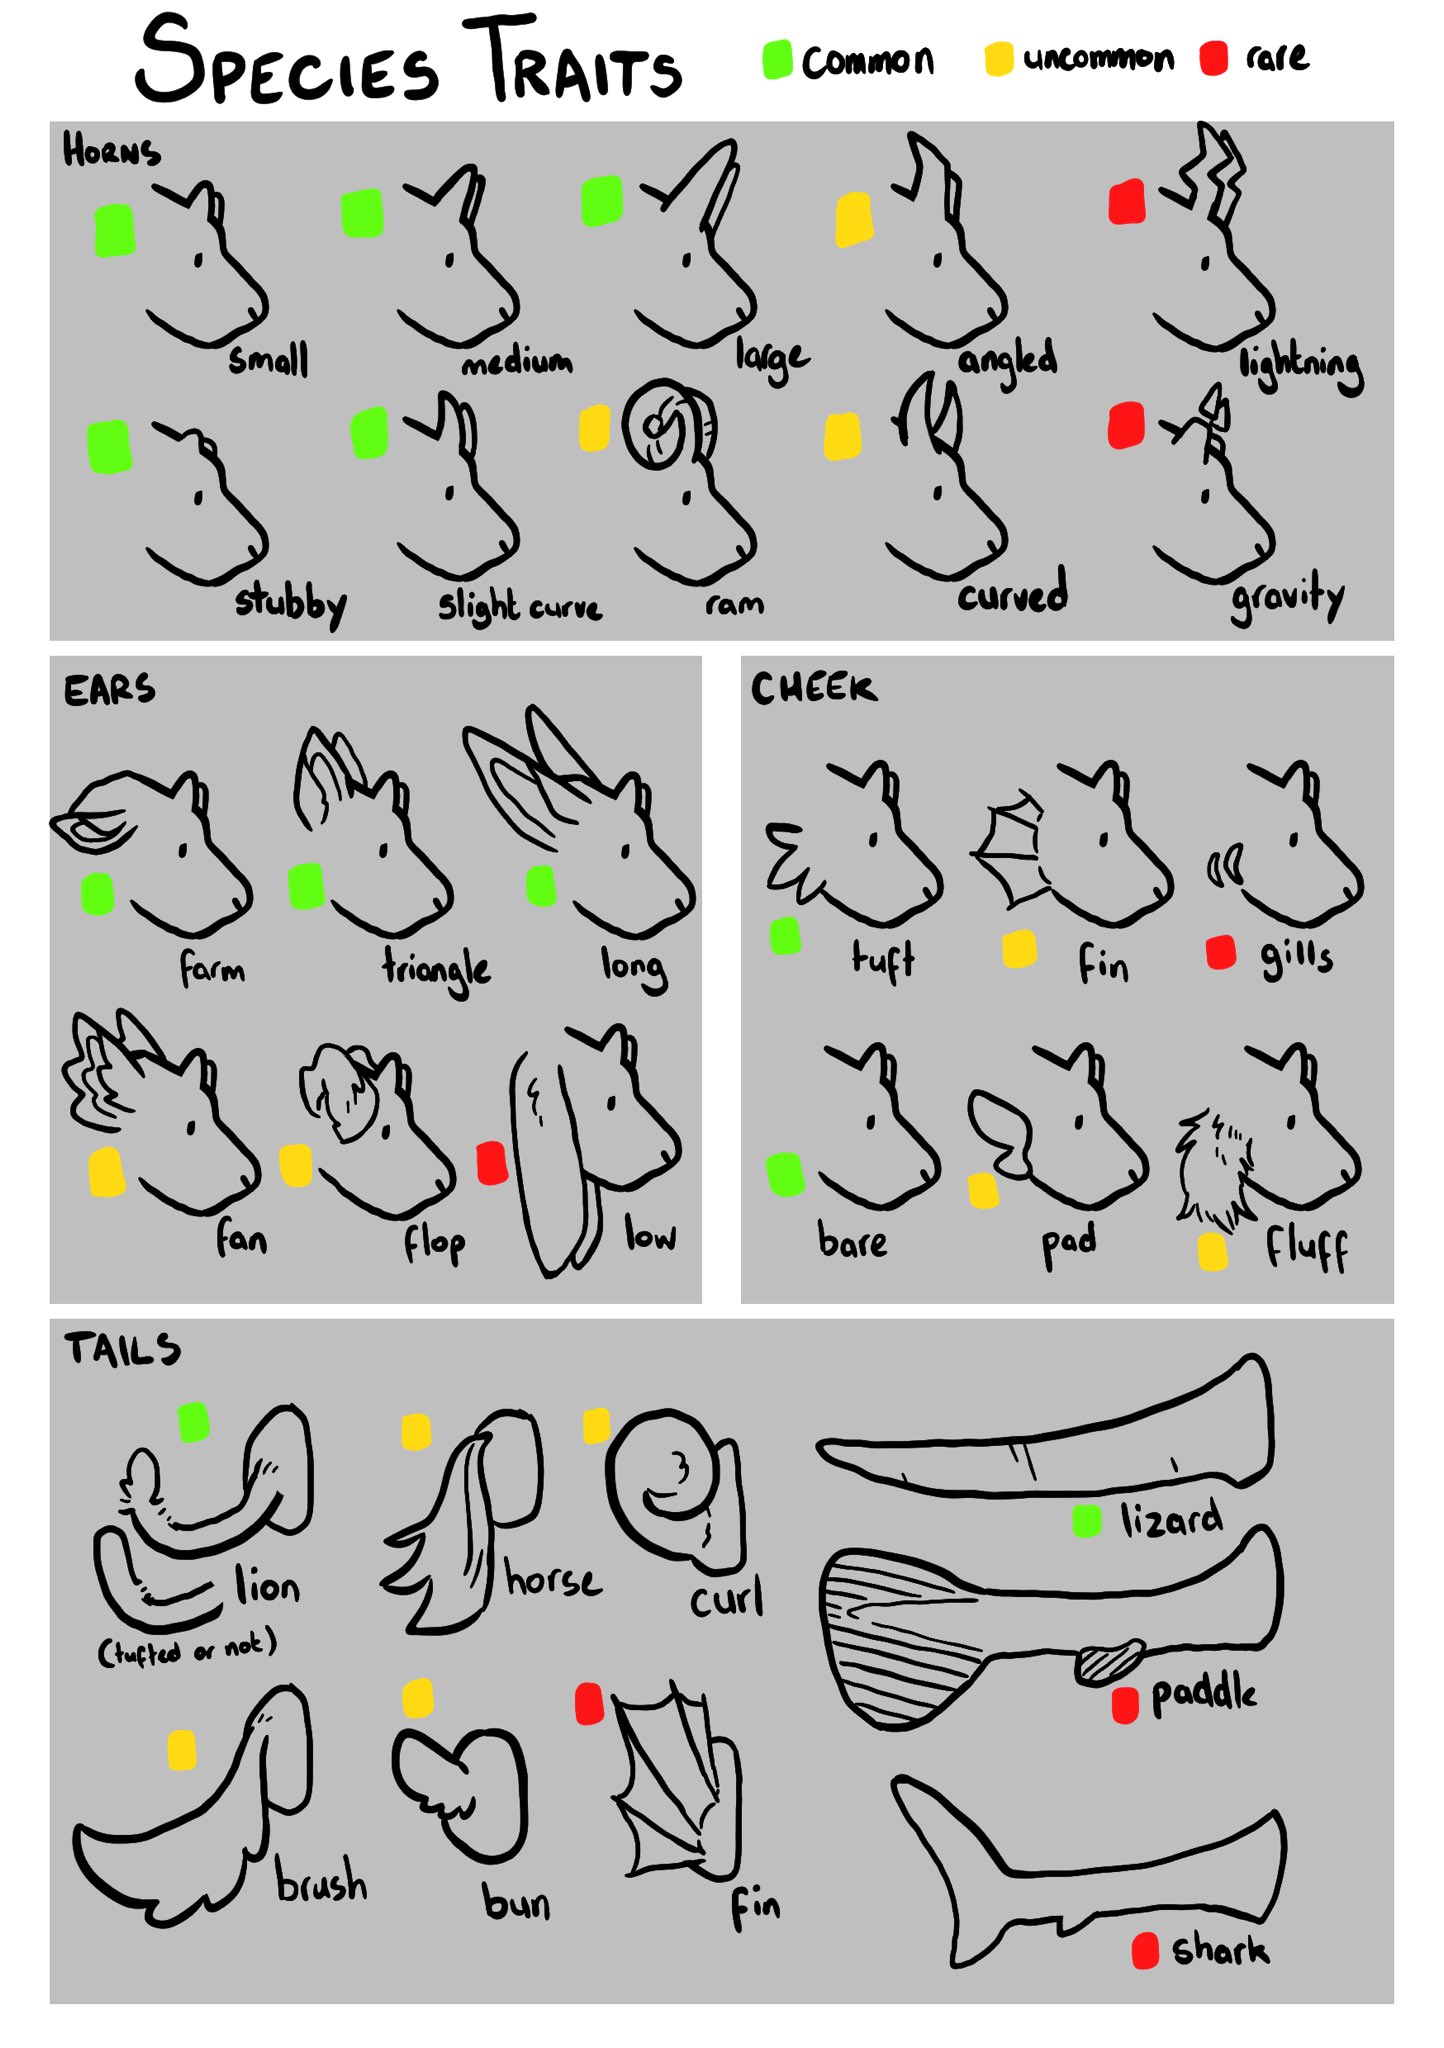 SPECIES TRAITS
common uncommon rare
HORNS
small medium large angled lightning
stubby slight curve ram curved gravity
EARS
farm triangle long
fan flop low
CHEEK
tuft fin gills
bare pad fluff
TAILS
lion horse curl lizard
(tufted or not)
paddle
brush bun fin
shark